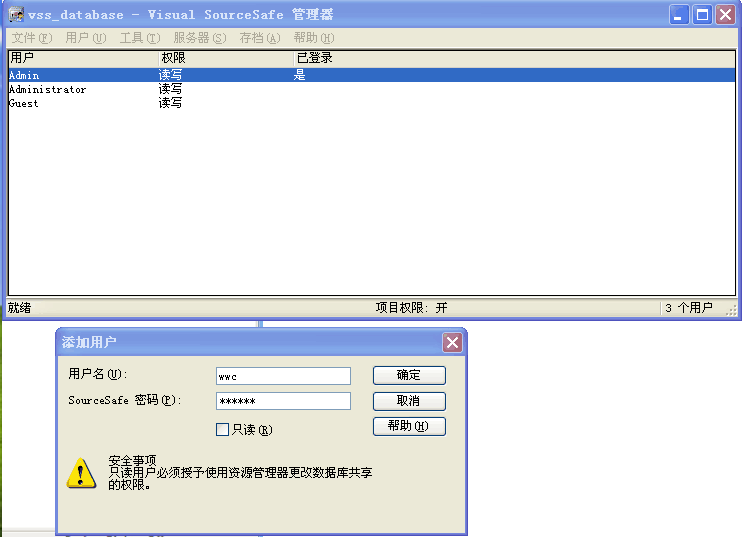 vss_database - Visual SourceSafe 管理器
文件(F) 用户(U) 工具(T) 服务器(S) 存档(A) 帮助(H)
用户 权限 已登录
Admin 读写 是
Administrator 读写
Guest 读写
就绪 项目权限: 开 3 个用户
添加用户
用户名(U): wwc 确定
SourceSafe 密码(P): ****** 取消
只读(R) 帮助(H)
安全事项
只读用户必须授予使用资源管理器更改数据库共享
的权限。